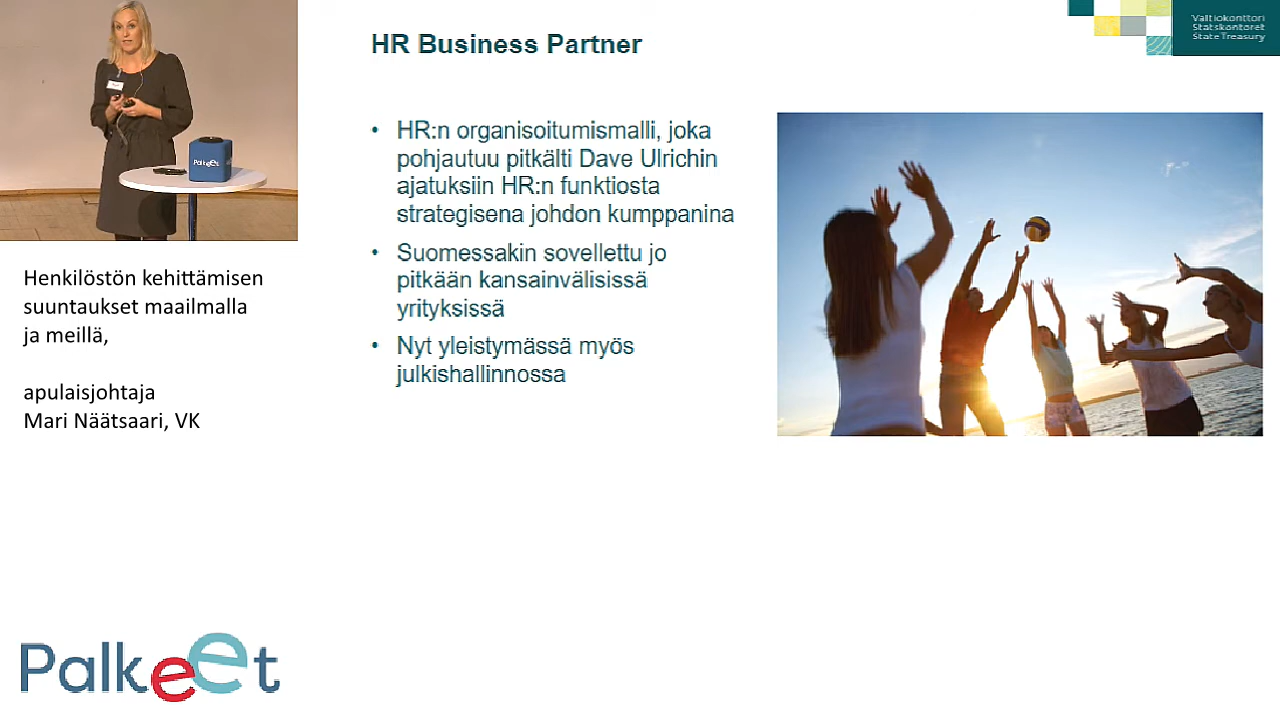 HR Business Partner
Valtiokonttori
Statskontoret
State Treasury
• HR:n organisoitumismalli, joka
pohjautuu pitkälti Dave Ulrichin
ajatuksiin HR:n funktiosta
strategisena johdon kumppanina
• Suomessakin sovellettu jo
pitkään kansainvälisissä
yrityksissä
• Nyt yleistymässä myös
julkishallinnossa
Palkeet
Henkilöstön kehittämisen
suuntaukset maailmalla
ja meillä,
apulaisjohtaja
Mari Näätsaari, VK
Palkeet